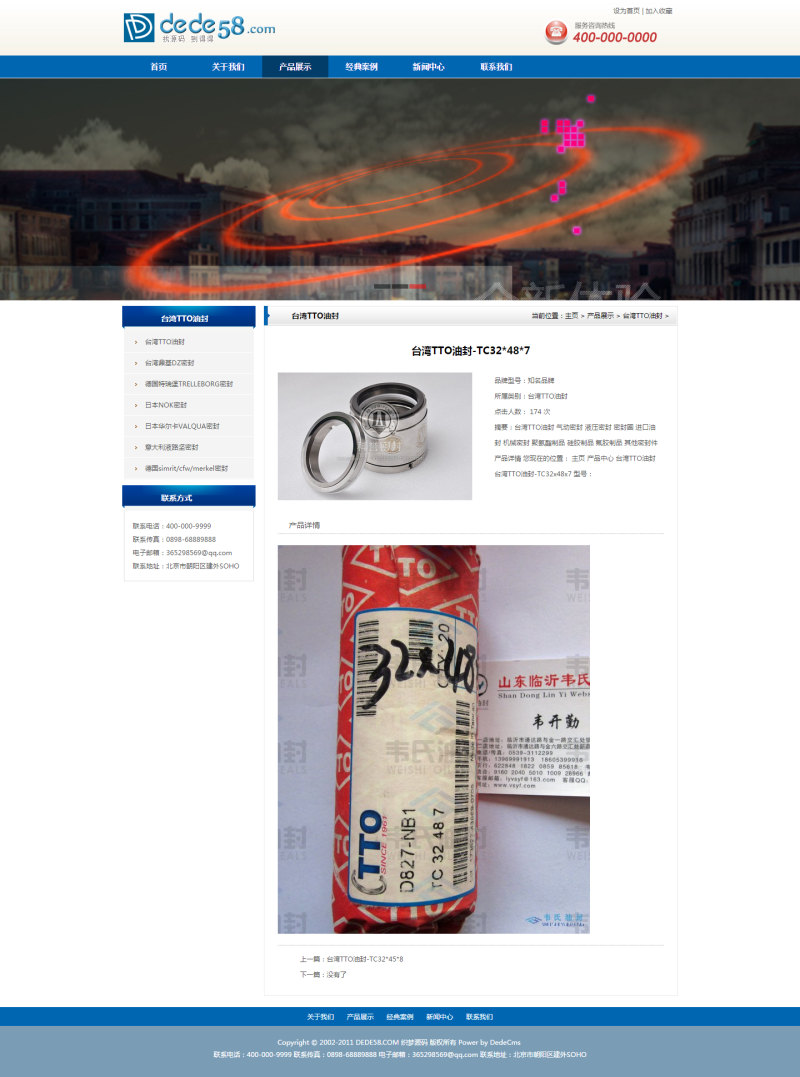 设为首页 | 加入收藏
dede58.com
织源码 到得得
服务咨询热线
400-000-0000
首页 关于我们 产品展示 经典案例 新闻中心 联系我们
全新体验
台湾TTO油封
台湾TTO油封
台湾鼎基DZ密封
德国特瑞堡TRELLEBORG密封
日本NOK密封
日本华尔卡VALQUA密封
意大利液路盛密封
德国simrit/cfw/merkel密封
联系方式
联系电话：400-000-9999
联系传真：0898-68889888
电子邮箱：365298569@qq.com
联系地址：北京市朝阳区建外SOHO
台湾TTO油封
当前位置：主页 > 产品展示 > 台湾TTO油封 >
台湾TTO油封-TC32*48*7
品牌型号：知名品牌
所属类别：台湾TTO油封
点击人数： 174 次
摘要：台湾TTO油封 气动密封 液压密封 密封圈 进口油
封 机械密封 聚氨酯制品 硅胶制品 氟胶制品 其他密封件
产品详情 您现在的位置： 主页 产品中心 台湾TTO油封
台湾TTO油封-TC32x48x7 型号：
产品详情
TTO
32x48
QTY 20
TTO
SINCE 1961
D827-NB1
TC 32 48 7
山东临沂韦氏
Shan Dong Lin Yi Weis
韦开勤
韦氏油封
WEISHI OIL SEALS
上一篇：台湾TTO油封-TC32*45*8
下一篇：没有了
关于我们 产品展示 经典案例 新闻中心 联系我们
Copyright © 2002-2011 DEDE58.COM 织梦源码 版权所有 Power by DedeCms
联系电话：400-000-9999 联系传真：0898-68889888 电子邮箱：365298569@qq.com 联系地址：北京市朝阳区建外SOHO